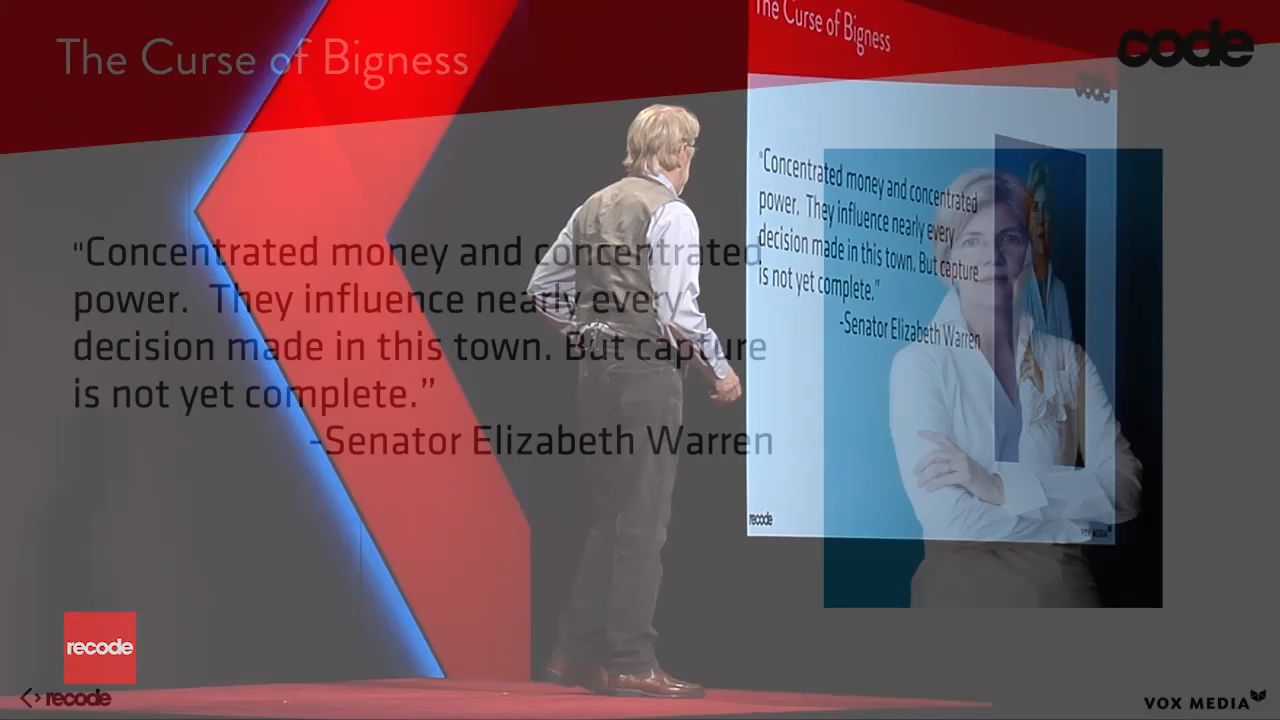 The Curse of Bigness
code
"Concentrated money and concentrated
power. They influence nearly every
decision made in this town. But capture
is not yet complete.”
-Senator Elizabeth Warren
The Curse of Bigness
code
"Concentrated money and concentrated
power. They influence nearly every
decision made in this town. But capture
is not yet complete."
-Senator Elizabeth Warren
recode
VOX MEDIA
recode
<> recode
VOX MEDIA